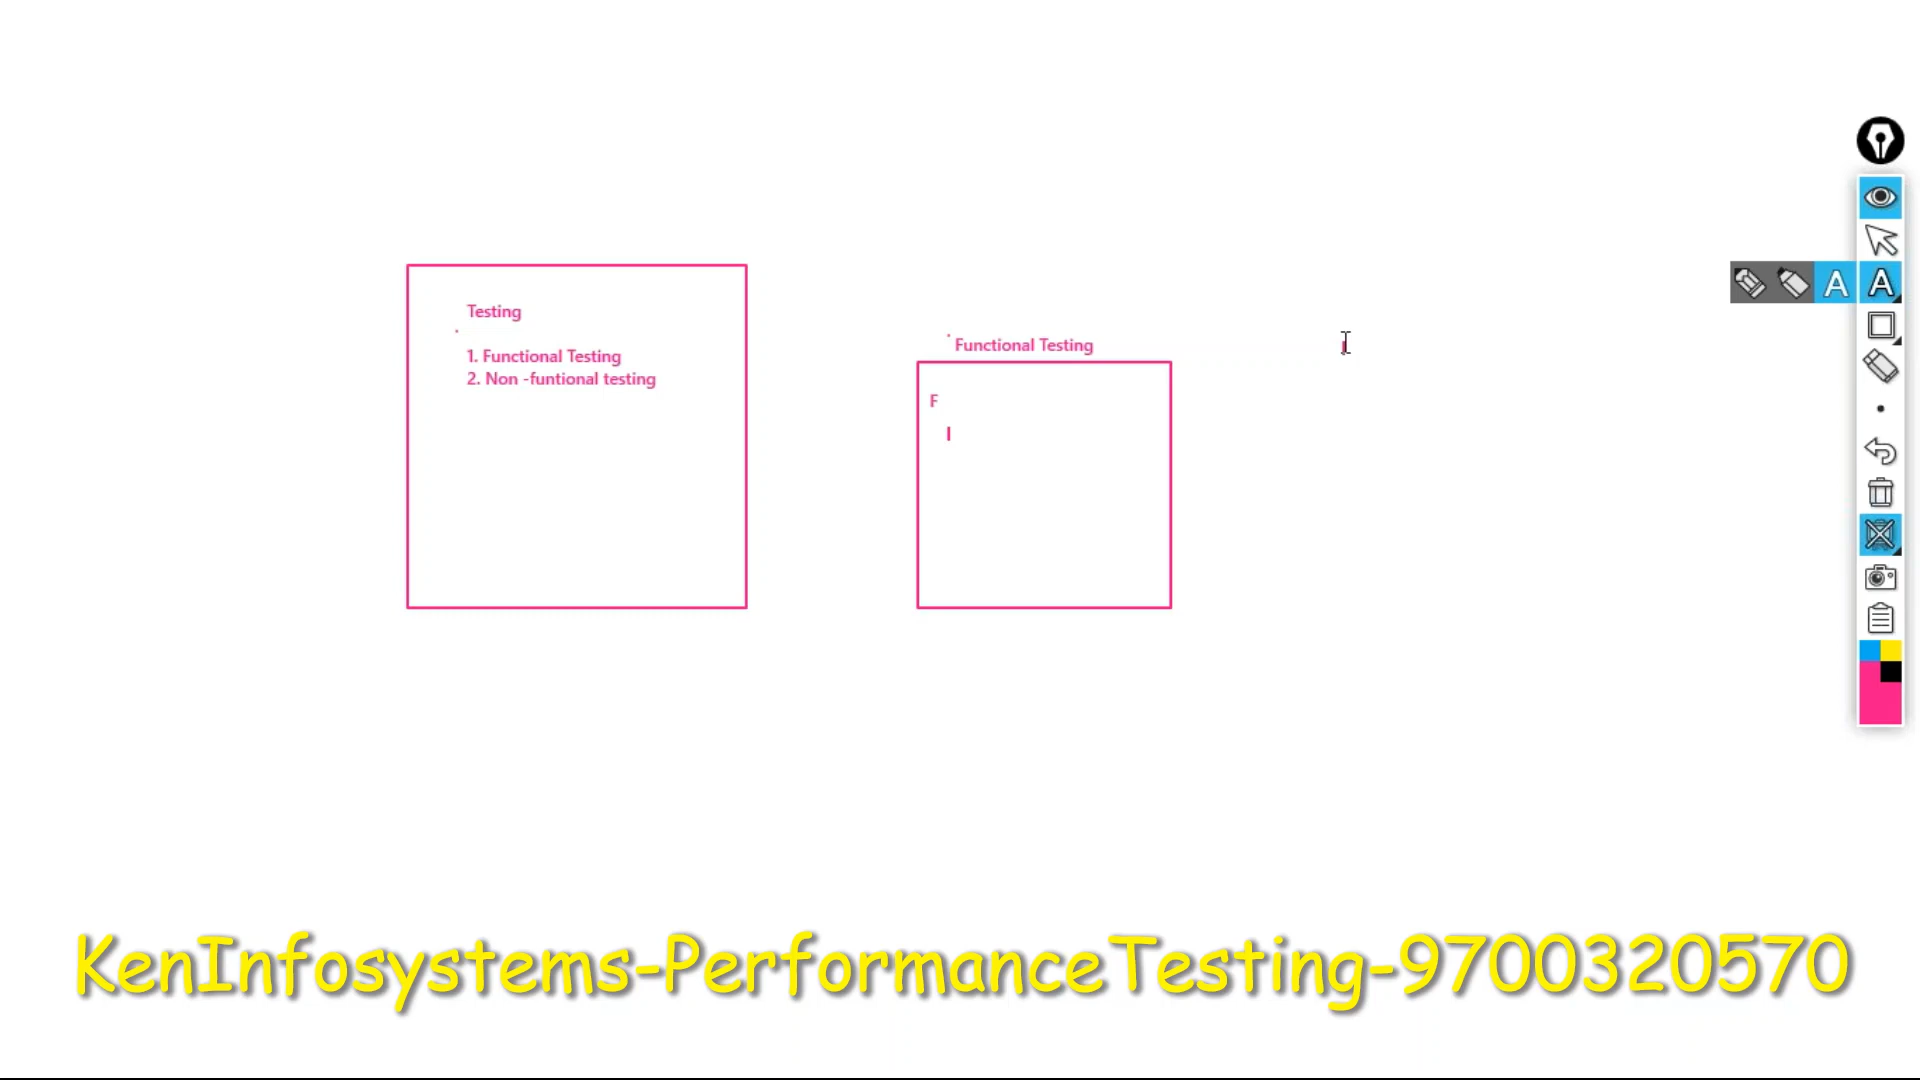 Testing
1. Functional Testing
2. Non -funtional testing
Functional Testing
F
I
A
A
KenInfosystems-PerformanceTesting-9700320570